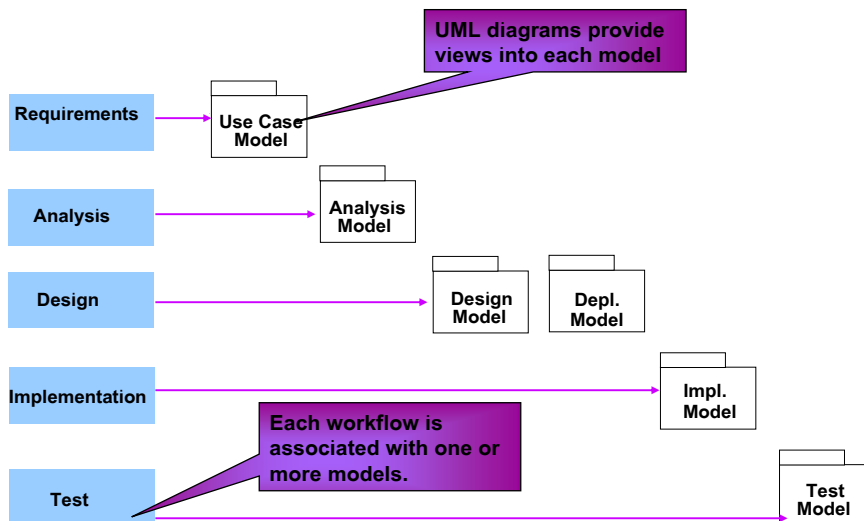 UML diagrams provide
views into each model
Requirements
Use Case
Model
Analysis
Analysis
Model
Design
Design
Model
Depl.
Model
Implementation
Impl.
Model
Each workflow is
associated with one or
more models.
Test
Test
Model